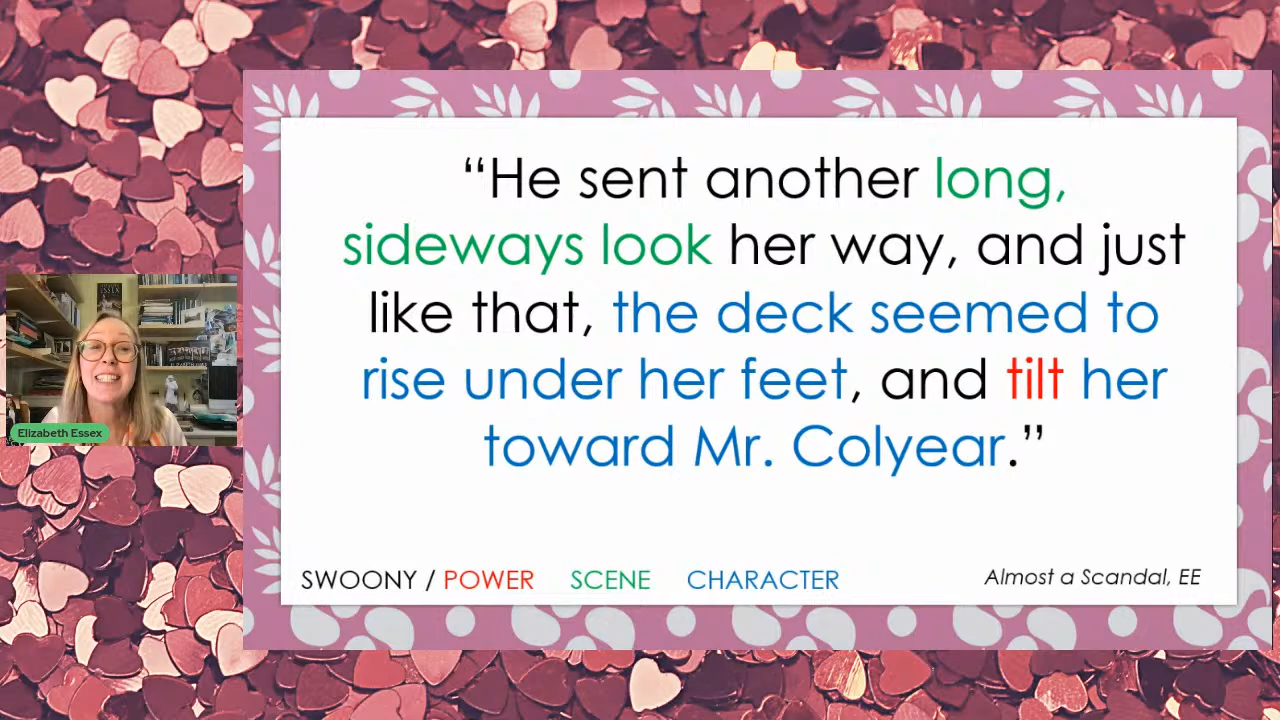 “He sent another long,
sideways look her way, and just
like that, the deck seemed to
rise under her feet, and tilt her
toward Mr. Colyear.”
SWOONY / POWER SCENE CHARACTER
Almost a Scandal, EE
Elizabeth Essex
ESSEX